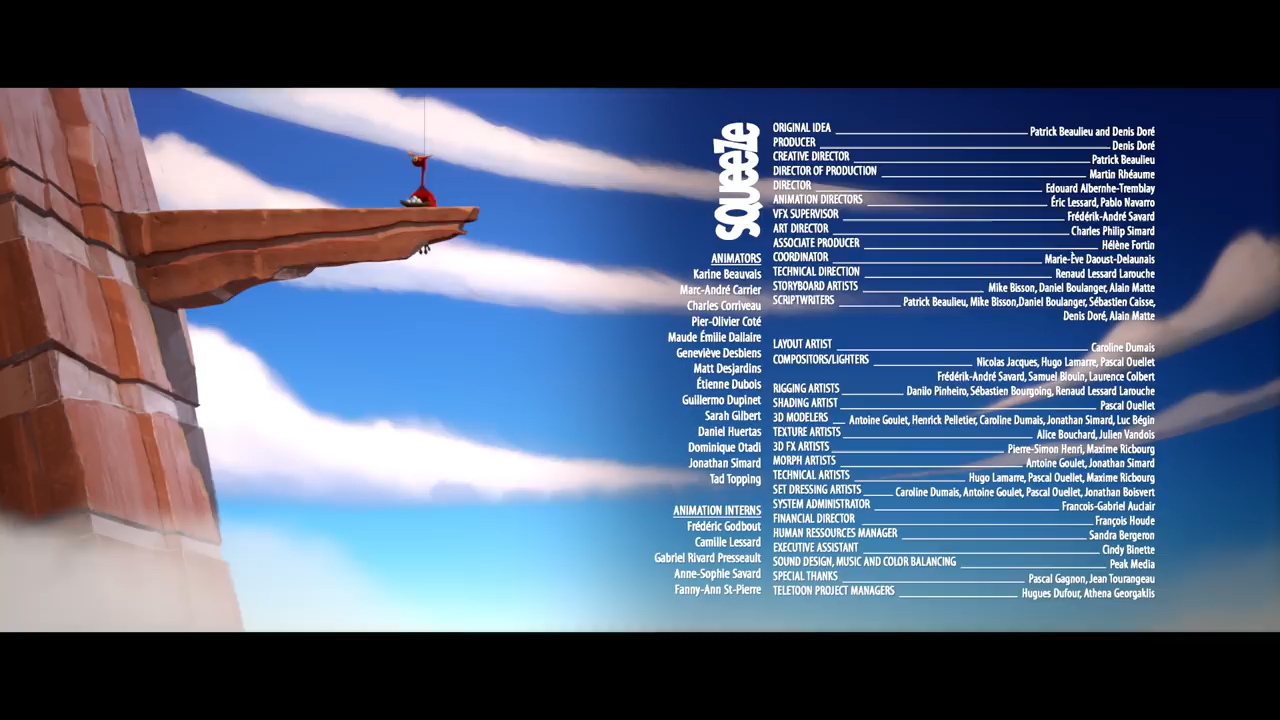 squeeze
ORIGINAL IDEA Patrick Beaulieu and Denis Doré
PRODUCER Denis Doré
CREATIVE DIRECTOR Patrick Beaulieu
DIRECTOR OF PRODUCTION Martin Rhéaume
DIRECTOR Edouard Albernhe-Tremblay
ANIMATION DIRECTORS Éric Lessard, Pablo Navarro
VFX SUPERVISOR Frédérik-André Savard
ART DIRECTOR Charles Philip Simard
ASSOCIATE PRODUCER Hélène Fortin
COORDINATOR Marie-Ève Daoust-Delaunais
TECHNICAL DIRECTION Renaud Lessard Larouche
STORYBOARD ARTISTS Mike Bisson, Daniel Boulanger, Alain Matte
SCRIPTWRITERS Patrick Beaulieu, Mike Bisson,Daniel Boulanger, Sébastien Caisse,
Denis Doré, Alain Matte
LAYOUT ARTIST Caroline Dumais
COMPOSITORS/LIGHTERS Nicolas Jacques, Hugo Lamarre, Pascal Ouellet
Frédérik-André Savard, Samuel Blouin, Laurence Colbert
RIGGING ARTISTS Danilo Pinheiro, Sébastien Bourgoing, Renaud Lessard Larouche
SHADING ARTIST Pascal Ouellet
3D MODELERS Antoine Goulet, Henrick Pelletier, Caroline Dumais, Jonathan Simard, Luc Bégin
TEXTURE ARTISTS Alice Bouchard, Julien Vandois
3D FX ARTISTS Pierre-Simon Henri, Maxime Ricbourg
MORPH ARTISTS Antoine Goulet, Jonathan Simard
TECHNICAL ARTISTS Hugo Lamarre, Pascal Ouellet, Maxime Ricbourg
SET DRESSING ARTISTS Caroline Dumais, Antoine Goulet, Pascal Ouellet, Jonathan Boisvert
SYSTEM ADMINISTRATOR Francois-Gabriel Auclair
FINANCIAL DIRECTOR François Houde
HUMAN RESSOURCES MANAGER Sandra Bergeron
EXECUTIVE ASSISTANT Cindy Binette
SOUND DESIGN, MUSIC AND COLOR BALANCING Peak Media
SPECIAL THANKS Pascal Gagnon, Jean Tourangeau
TELETOON PROJECT MANAGERS Hugues Dufour, Athena Georgaklis
ANIMATORS
Karine Beauvais
Marc-André Carrier
Charles Corriveau
Pier-Olivier Coté
Maude Émilie Dallaire
Geneviève Desbiens
Matt Desjardins
Étienne Dubois
Guillermo Dupinet
Sarah Gilbert
Daniel Huertas
Dominique Otadi
Jonathan Simard
Tad Topping
ANIMATION INTERNS
Frédéric Godbout
Camille Lessard
Gabriel Rivard Presseault
Anne-Sophie Savard
Fanny-Ann St-Pierre